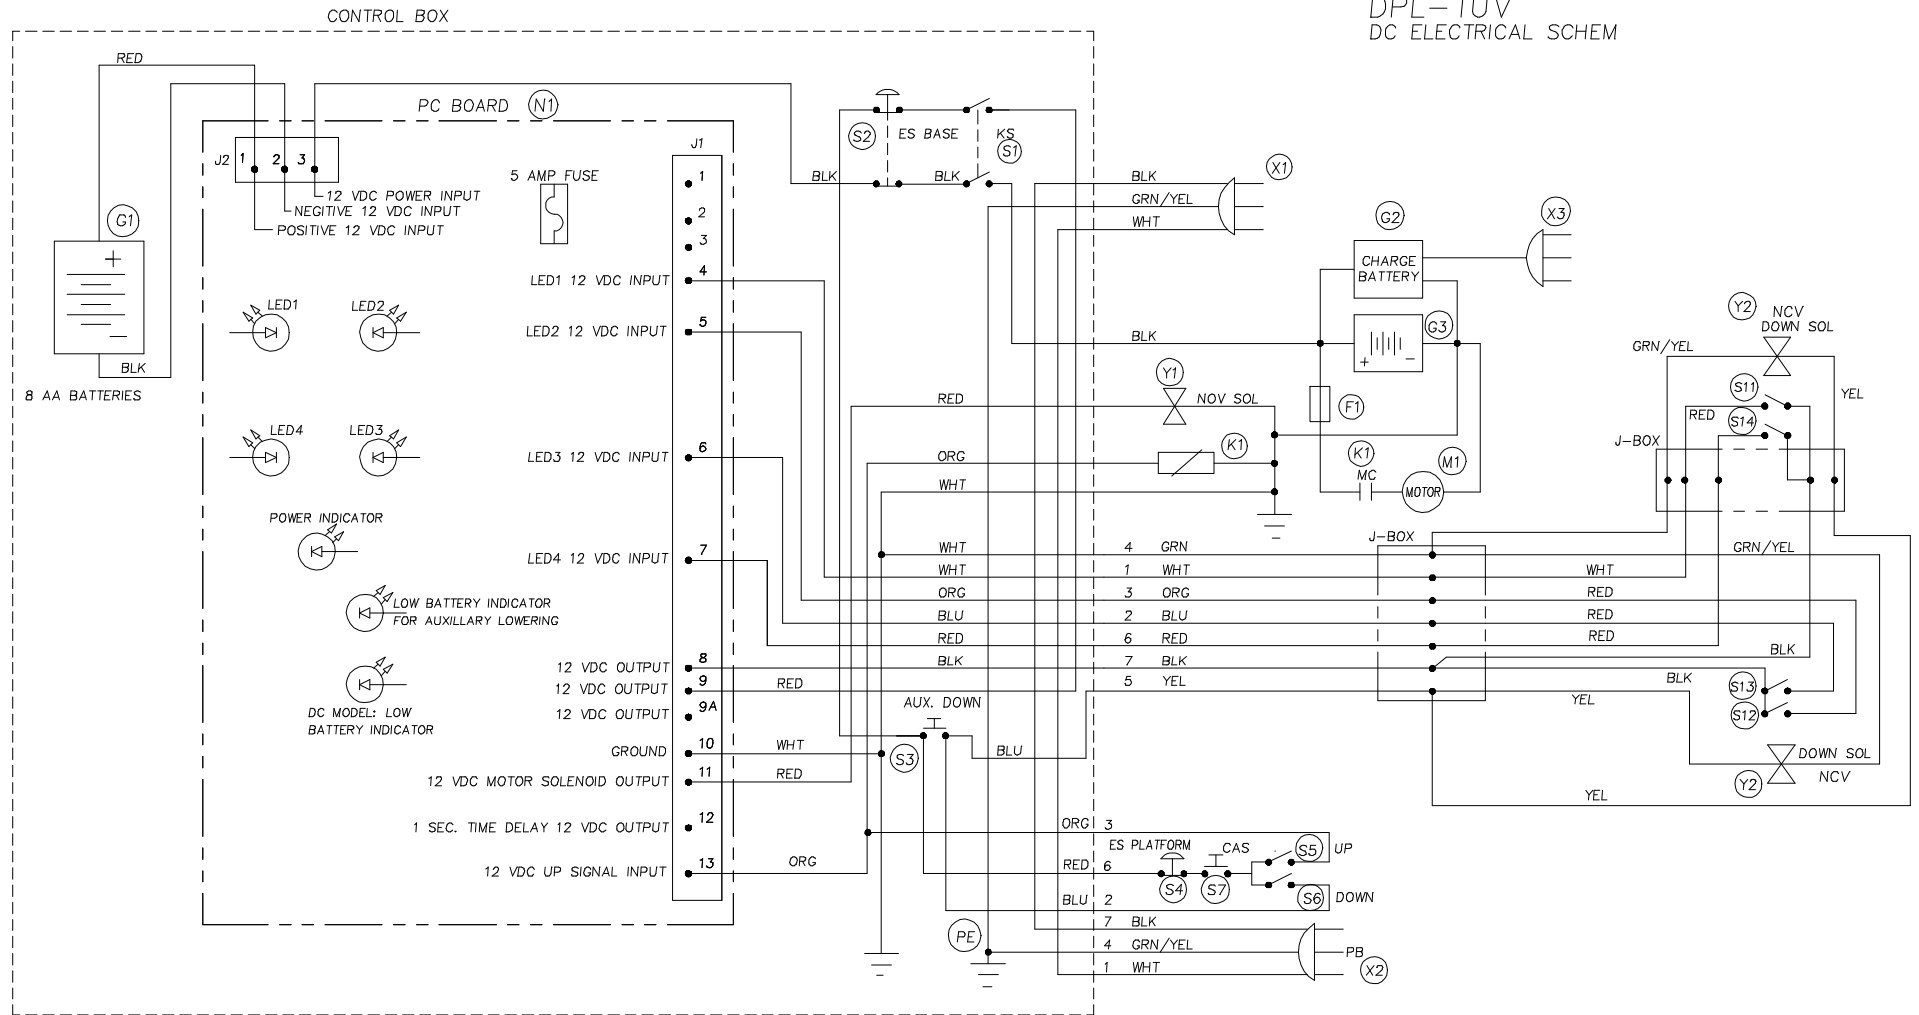 CONTROL BOX
DPL-TUV
DC ELECTRICAL SCHEM
RED
PC BOARD N1
J1
J2 1 2 3
12 VDC POWER INPUT
NEGITIVE 12 VDC INPUT
POSITIVE 12 VDC INPUT
G1
+
-
BLK
8 AA BATTERIES
5 AMP FUSE
1
2
3
4
LED1 12 VDC INPUT
5
LED2 12 VDC INPUT
6
LED3 12 VDC INPUT
7
LED4 12 VDC INPUT
8
12 VDC OUTPUT
9
12 VDC OUTPUT
9A
12 VDC OUTPUT
10
GROUND
11
12 VDC MOTOR SOLENOID OUTPUT
12
1 SEC. TIME DELAY 12 VDC OUTPUT
13
12 VDC UP SIGNAL INPUT
LED1
LED2
LED4
LED3
POWER INDICATOR
LOW BATTERY INDICATOR
FOR AUXILLARY LOWERING
DC MODEL: LOW
BATTERY INDICATOR
S2 ES BASE KS
S1
BLK BLK
BLK
GRN/YEL
WHT
X1
G2
X3
CHARGE
BATTERY
BLK
G3
+ -
Y1
RED NOV SOL
F1
ORG K1
K1
MC
M1
MOTOR
WHT
Y2
NCV
DOWN SOL
GRN/YEL
S11
YEL
RED
S14
J-BOX
J-BOX
WHT 4 GRN GRN/YEL
WHT 1 WHT WHT
ORG 3 ORG RED
BLU 2 BLU RED
RED 6 RED RED
BLK
BLK 7 BLK
RED
5 YEL
BLK
S13
YEL
S12
AUX. DOWN
WHT
S3
BLU
RED
DOWN SOL
Y2
NCV
YEL
ORG 3
ORG
ES PLATFORM CAS S5 UP
RED 6
S4 S7
S6 DOWN
BLU 2
7 BLK
PE
4 GRN/YEL
PB
1 WHT
X2